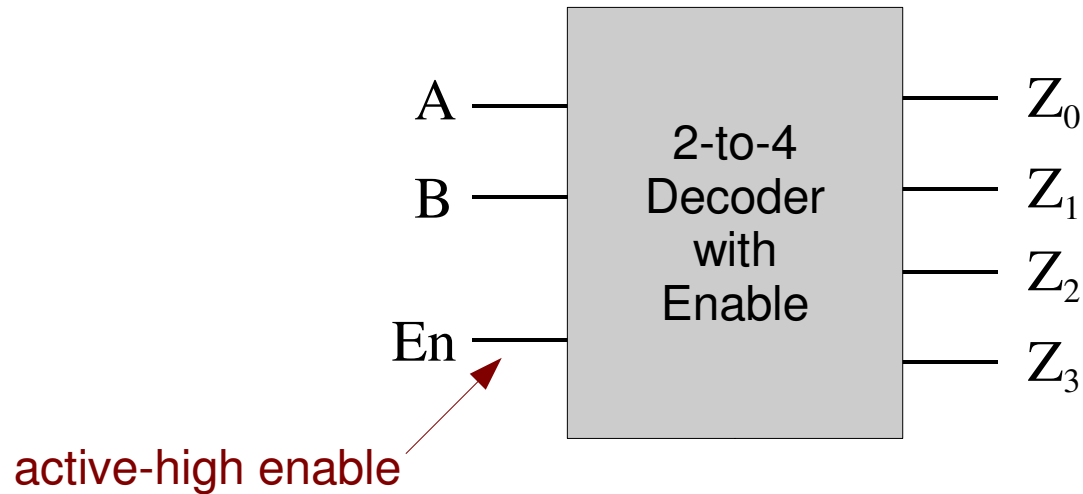 A
B
En
active-high enable
2-to-4
Decoder
with
Enable
Z₀
Z₁
Z₂
Z₃